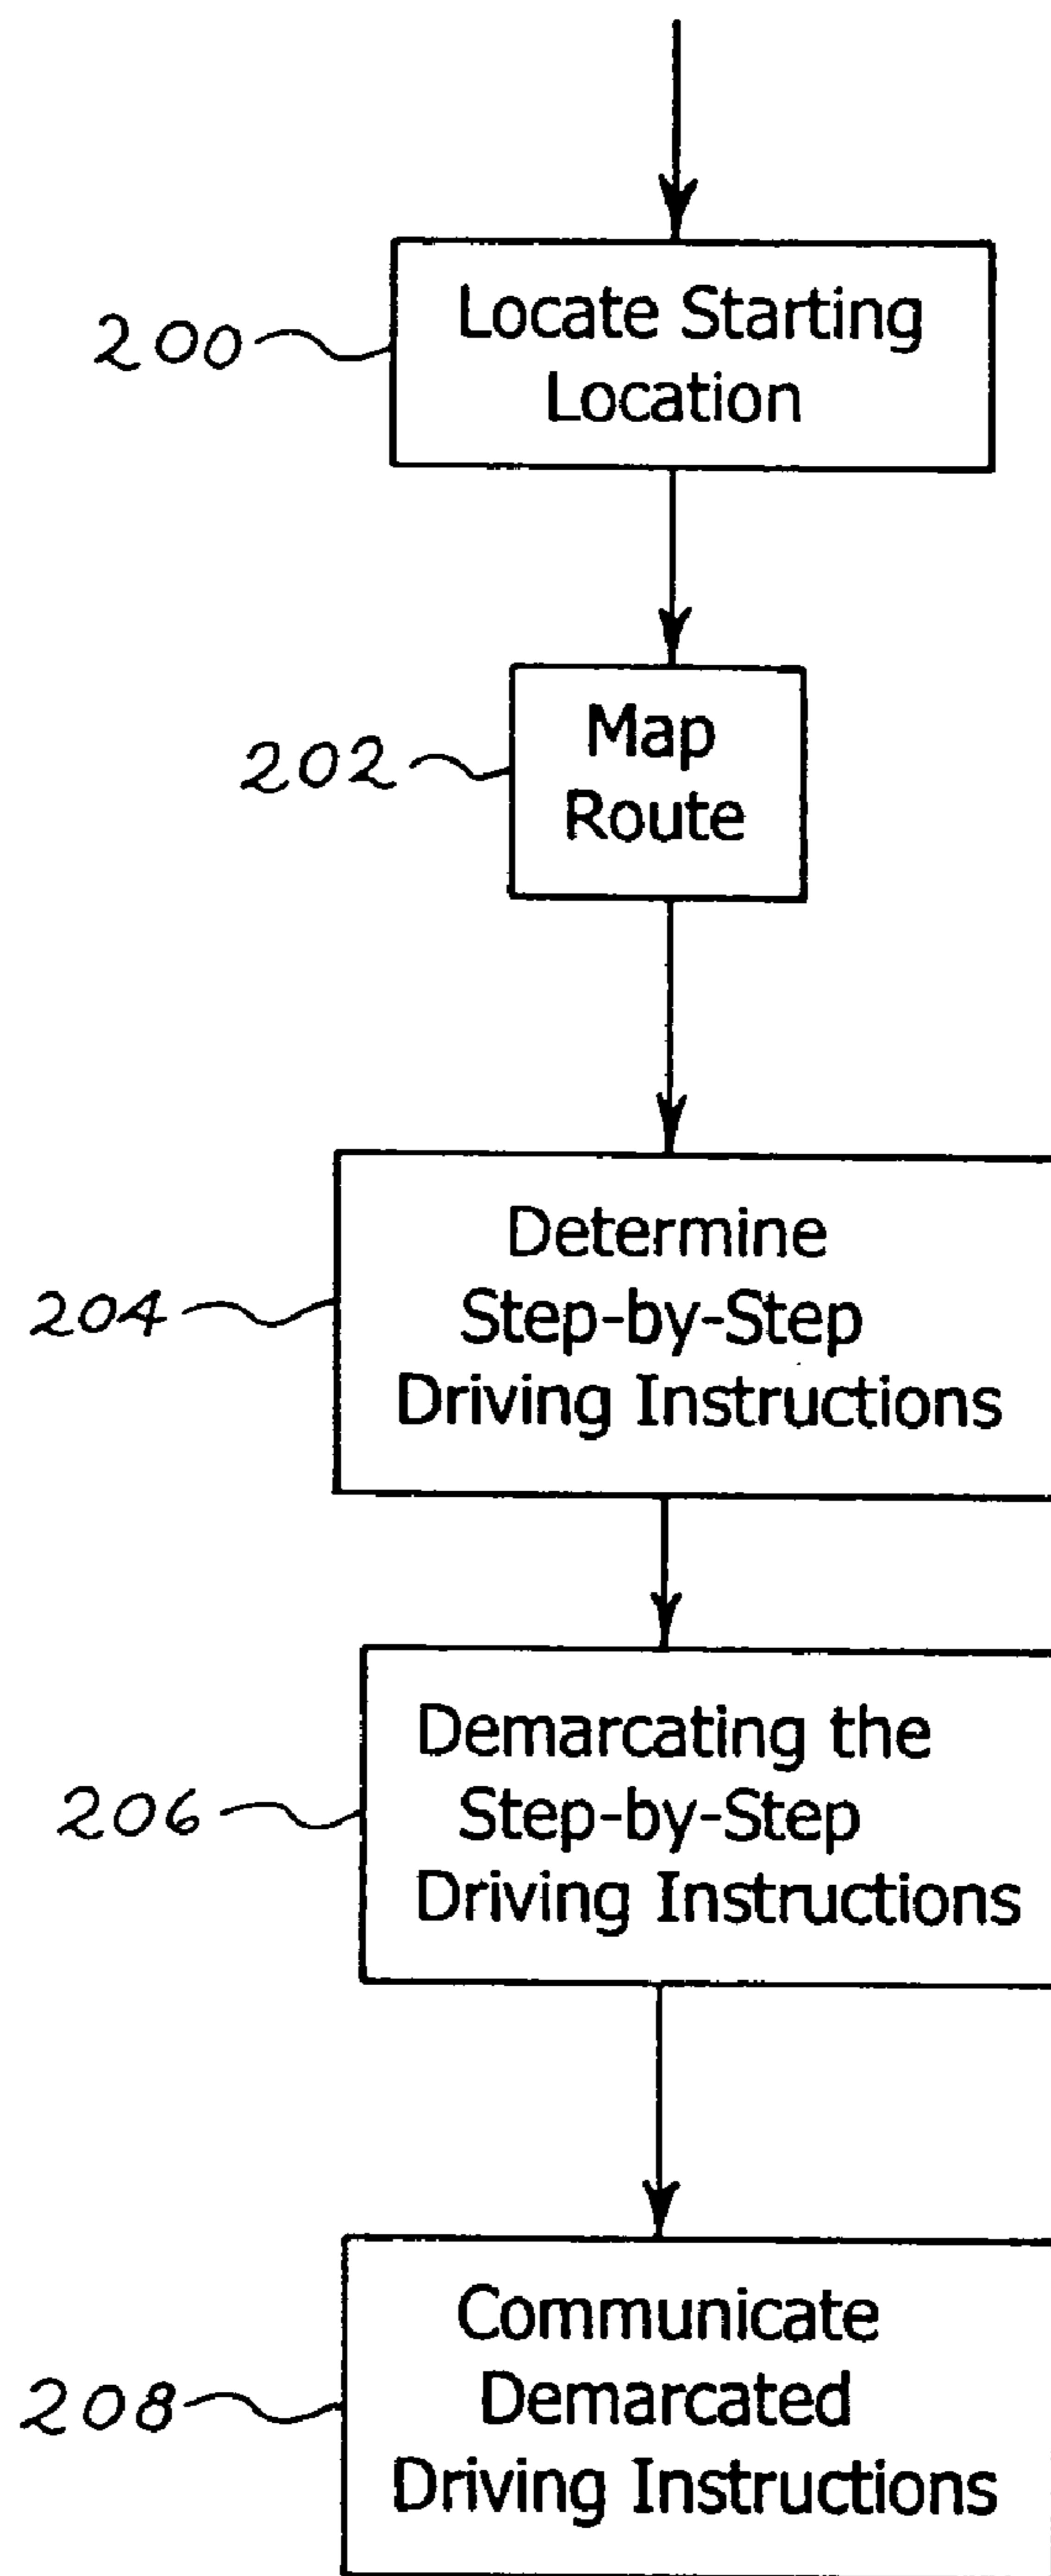 200
Locate Starting
Location
202
Map
Route
204
Determine
Step-by-Step
Driving Instructions
206
Demarcating the
Step-by-Step
Driving Instructions
208
Communicate
Demarcated
Driving Instructions